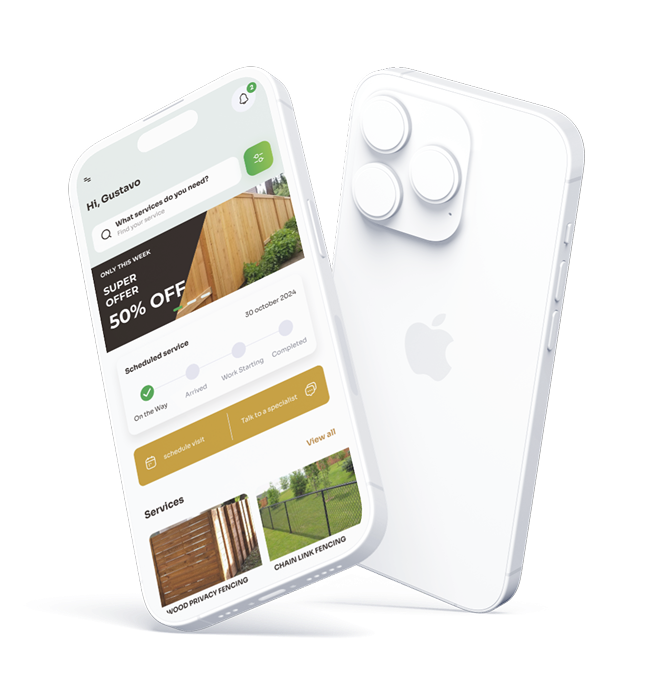 2
Hi, Gustavo
What services do you need?
Find your service
ONLY THIS WEEK
SUPER
OFFER
50% OFF
Scheduled service
30 october 2024
On the Way
Arrived
Work Starting
Completed
schedule visit
Talk to a specialist
Services
View all
WOOD PRIVACY FENCING
CHAIN LINK FENCING